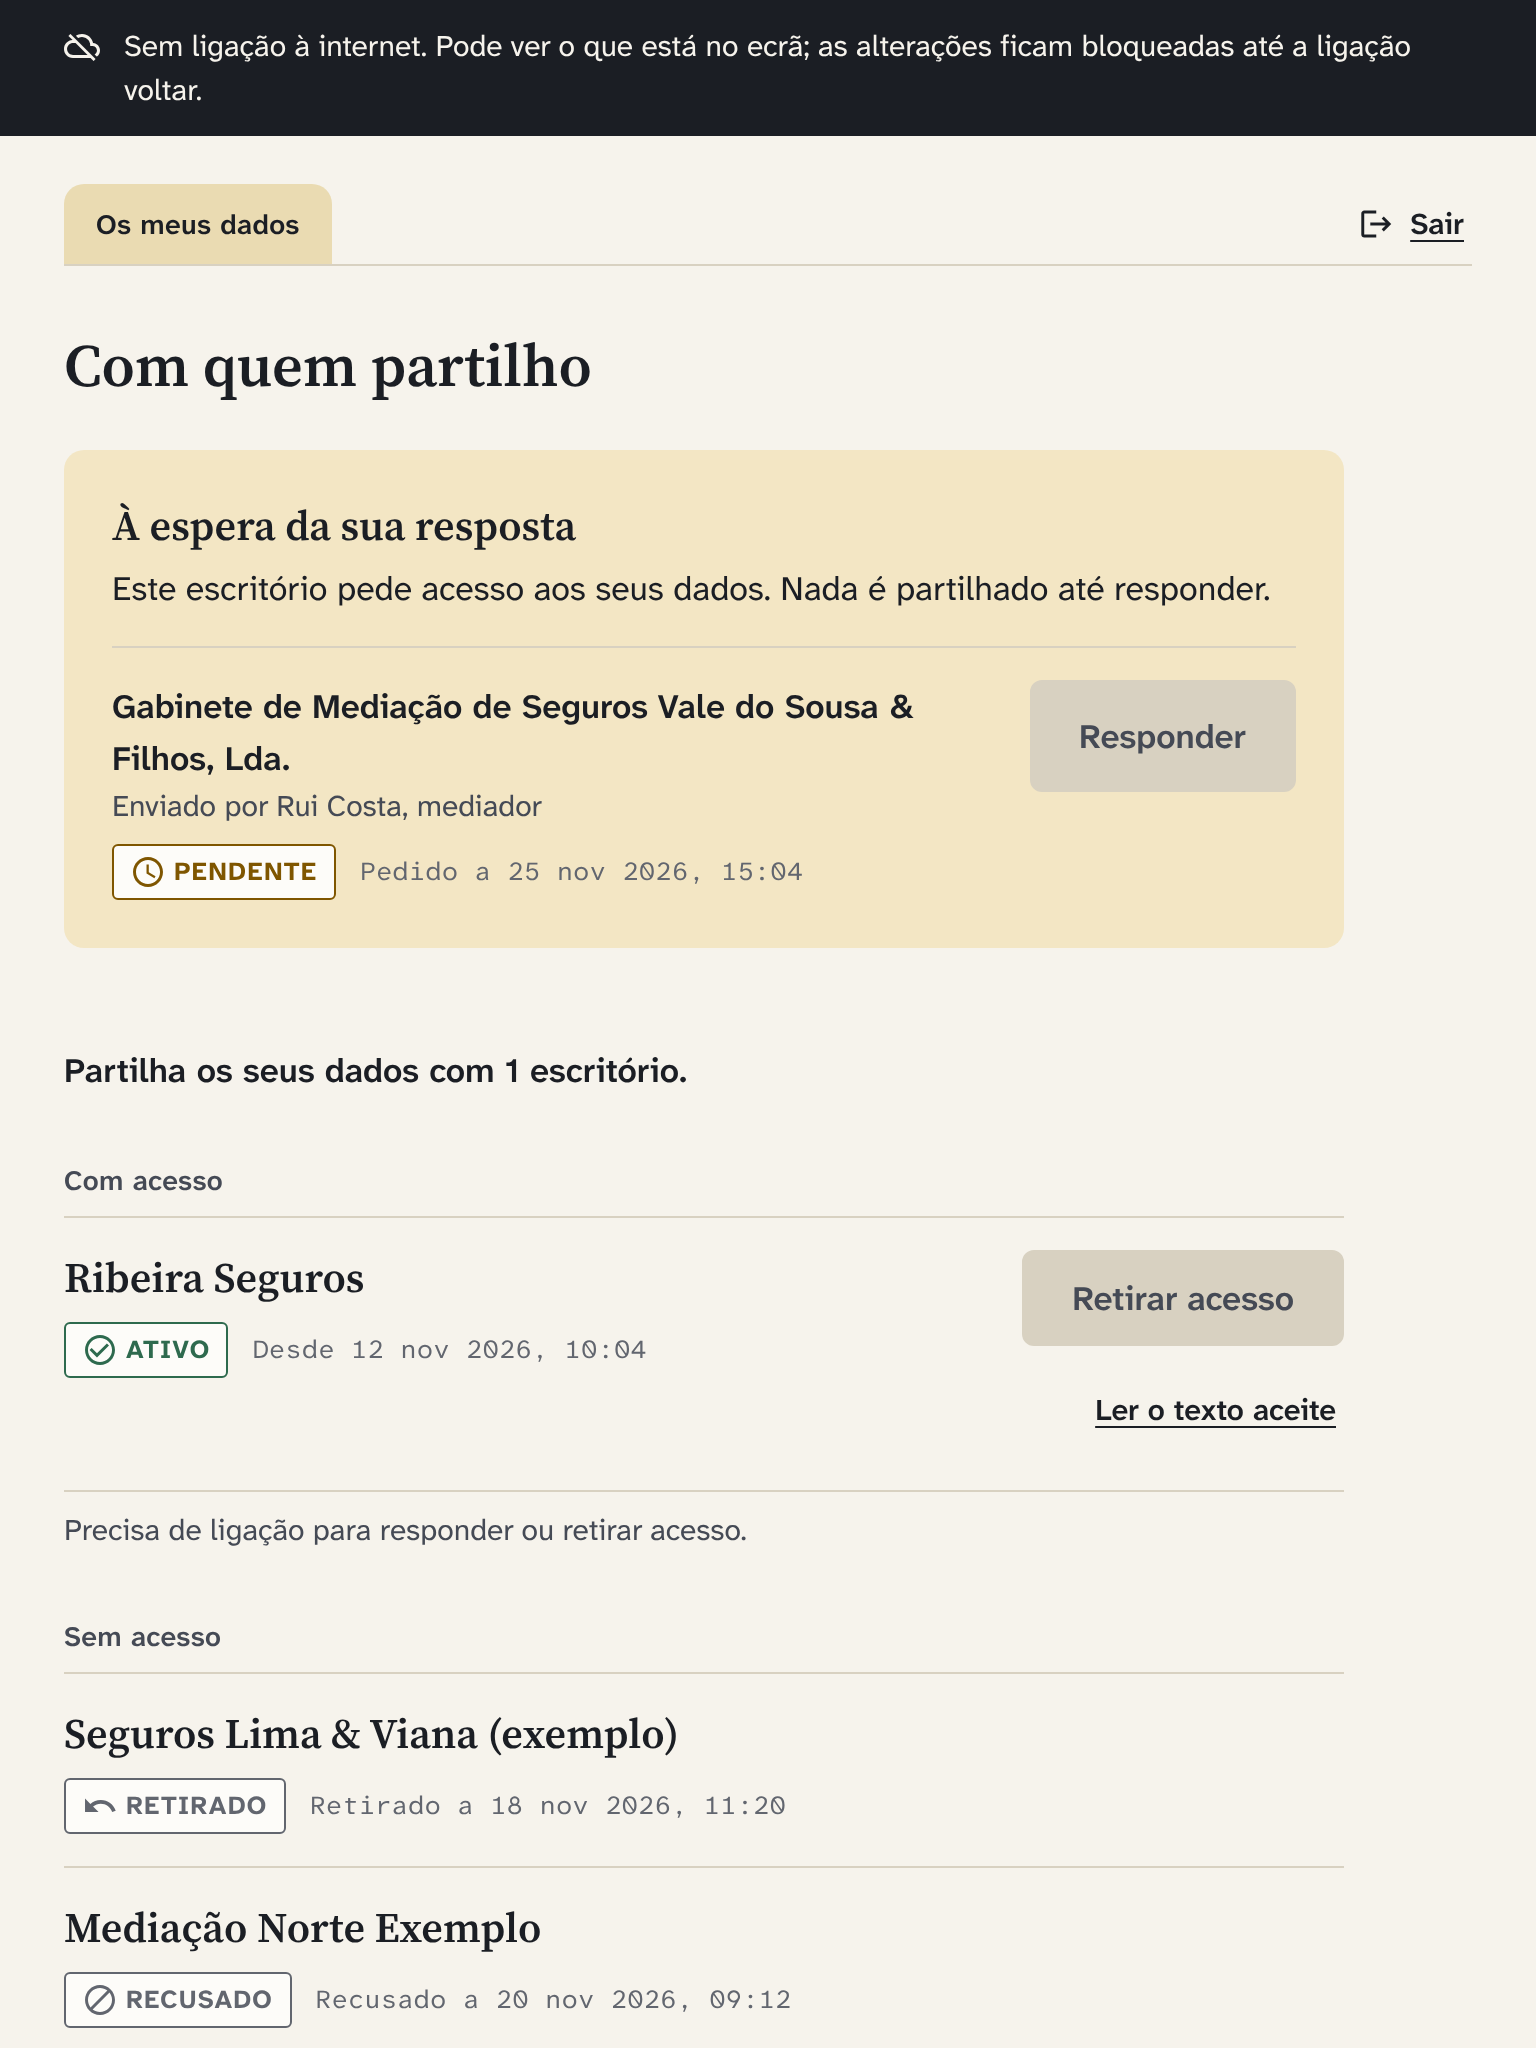 Sem ligação à internet. Pode ver o que está no ecrã; as alterações ficam bloqueadas até a ligação
voltar.
Os meus dados
Sair
Com quem partilho
À espera da sua resposta
Este escritório pede acesso aos seus dados. Nada é partilhado até responder.
Gabinete de Mediação de Seguros Vale do Sousa &
Filhos, Lda.
Responder
Enviado por Rui Costa, mediador
PENDENTE
Pedido a 25 nov 2026, 15:04
Partilha os seus dados com 1 escritório.
Com acesso
Ribeira Seguros
Retirar acesso
ATIVO
Desde 12 nov 2026, 10:04
Ler o texto aceite
Precisa de ligação para responder ou retirar acesso.
Sem acesso
Seguros Lima & Viana (exemplo)
RETIRADO
Retirado a 18 nov 2026, 11:20
Mediação Norte Exemplo
RECUSADO
Recusado a 20 nov 2026, 09:12